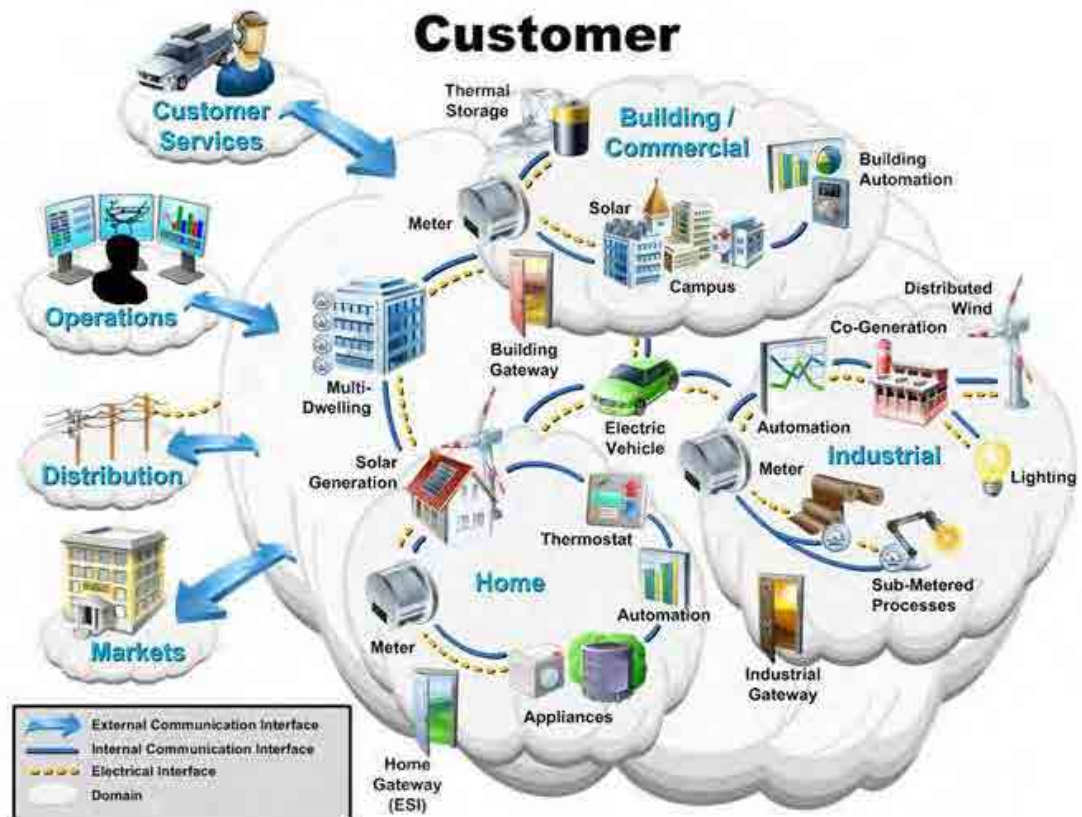 Customer
Customer
Services
Thermal
Storage
Building /
Commercial
Building
Automation
Meter
Solar
Campus
Operations
Multi-
Dwelling
Building
Gateway
Distributed
Wind
Co-Generation
Electric
Vehicle
Automation
Distribution
Solar
Generation
Meter
Industrial
Lighting
Thermostat
Home
Automation
Sub-Metered
Processes
Markets
Meter
Industrial
Gateway
Appliances
Home
Gateway
(ESI)
External Communication Interface
Internal Communication Interface
Electrical Interface
Domain